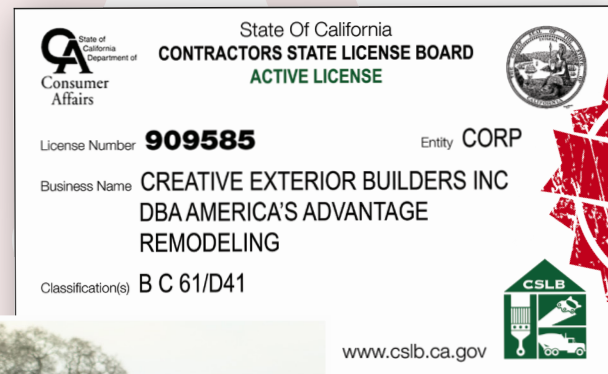 State of
California
Department of
CA
Consumer
Affairs
State Of California
CONTRACTORS STATE LICENSE BOARD
ACTIVE LICENSE
License Number 909585
Entity CORP
Business Name CREATIVE EXTERIOR BUILDERS INC
DBA AMERICA'S ADVANTAGE
REMODELING
Classification(s) B C 61/D41
CSLB
www.cslb.ca.gov